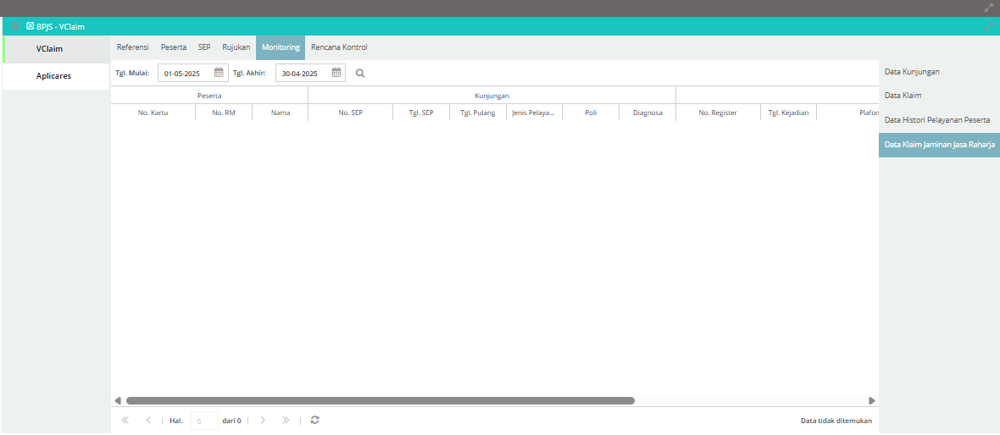 BPJS - VClaim
VClaim
Aplicares
Referensi Peserta SEP Rujukan Monitoring Rencana Kontrol
Tgl. Mulai: 01-05-2025 Tgl. Akhir: 30-04-2025
Peserta Kunjungan
No. Kartu No. RM Nama No. SEP Tgl. SEP Tgl. Pulang Jenis Pelaya... Poli Diagnosa No. Register Tgl. Kejadian Plafon
Data Kunjungan
Data Klaim
Data Histori Pelayanan Peserta
Data Klaim Jaminan Jasa Raharja
Hal. 0 dari 0
Data tidak ditemukan